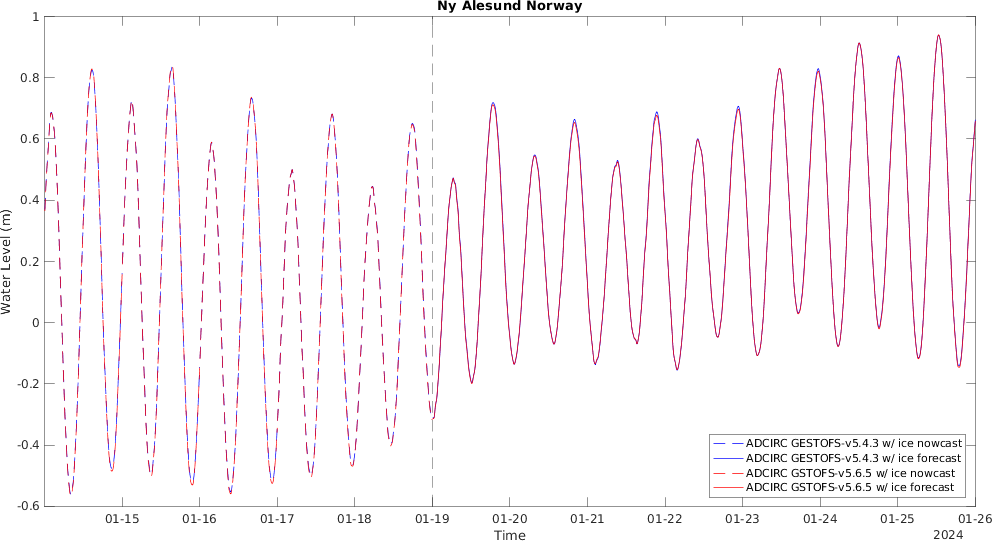 Ny Alesund Norway
1
0.8
0.6
0.4
0.2
0
-0.2
-0.4
-0.6
Water Level (m)
01-15 01-16 01-17 01-18 01-19 01-20 01-21 01-22 01-23 01-24 01-25 01-26
Time
2024
ADCIRC GESTOFS-v5.4.3 w/ ice nowcast
ADCIRC GESTOFS-v5.4.3 w/ ice forecast
ADCIRC GSTOFS-v5.6.5 w/ ice nowcast
ADCIRC GSTOFS-v5.6.5 w/ ice forecast